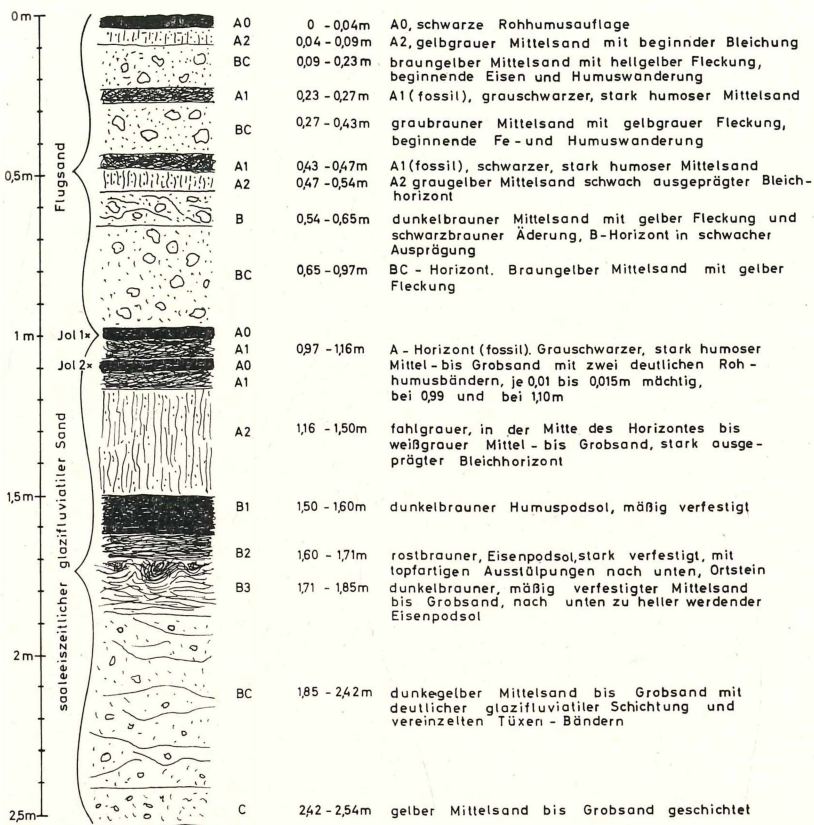 0m
A0 0 - 0,04m A0, schwarze Rohhumusauflage
A2 0,04 - 0,09m A2, gelbgrauer Mittelsand mit beginnder Bleichung
BC 0,09 - 0,23m braungelber Mittelsand mit hellgelber Fleckung,
beginnende Eisen und Humuswanderung
A1 0,23 - 0,27m A1 (fossil), grauschwarzer, stark humoser Mittelsand
BC 0,27 - 0,43m graubrauner Mittelsand mit gelbgrauer Fleckung,
beginnende Fe - und Humuswanderung
Flugsand
0,5m
A1 0,43 - 0,47m A1 (fossil), schwarzer, stark humoser Mittelsand
A2 0,47 - 0,54m A2 graugelber Mittelsand schwach ausgeprägter Bleich-
horizont
B 0,54 - 0,65m dunkelbrauner Mittelsand mit gelber Fleckung und
schwarzbrauner Äderung, B-Horizont in schwacher
Ausprägung
BC 0,65 - 0,97m BC - Horizont. Braungelber Mittelsand mit gelber
Fleckung
1m
Jol 1x A0
A1 0,97 - 1,16m A - Horizont (fossil). Grauschwarzer, stark humoser
Jol 2x A0 Mittel - bis Grobsand mit zwei deutlichen Roh-
A1 humusbändern, je 0,01 bis 0,015m mächtig,
bei 0,99 und bei 1,10m
A2 1,16 - 1,50m fahlgrauer, in der Mitte des Horizontes bis
weißgrauer Mittel - bis Grobsand, stark ausge-
prägter Bleichhorizont
saaleeiszeitlicher glazifluviatiler Sand
1,5m
B1 1,50 - 1,60m dunkelbrauner Humuspodsol, mäßig verfestigt
B2 1,60 - 1,71m rostbrauner, Eisenpodsol, stark verfestigt, mit
topfartigen Ausstülpungen nach unten, Ortstein
B3 1,71 - 1,85m dunkelbrauner, mäßig verfestigter Mittelsand
bis Grobsand, nach unten zu heller werdender
Eisenpodsol
2m
BC 1,85 - 2,42m dunkegelber Mittelsand bis Grobsand mit
deutlicher glazifluviatiler Schichtung und
vereinzelten Tüxen - Bändern
2,5m
C 2,42 - 2,54m gelber Mittelsand bis Grobsand geschichtet